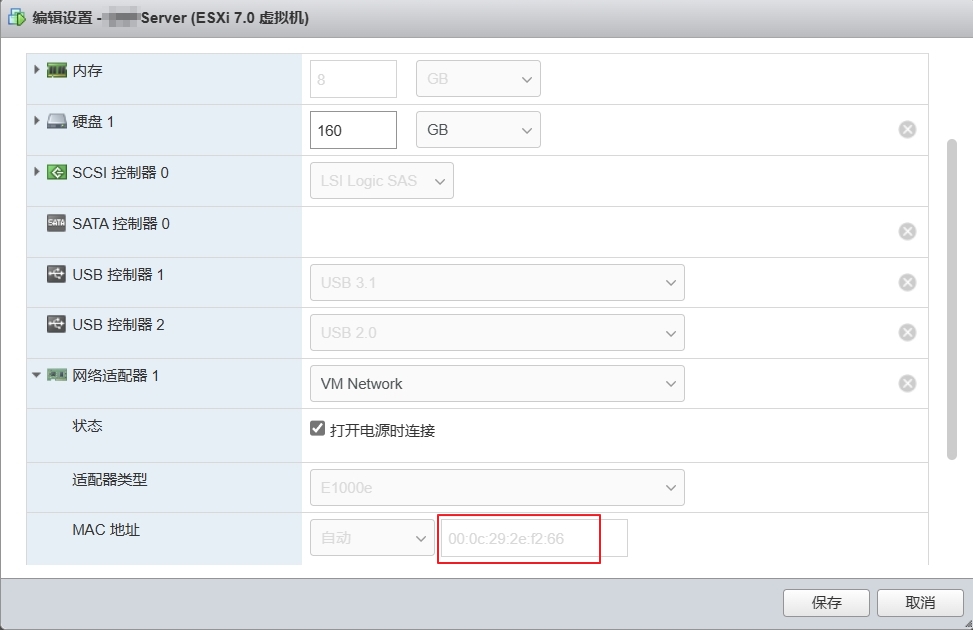 编辑设置 - Server (ESXi 7.0 虚拟机)
内存 8 GB
硬盘 1 160 GB
SCSI 控制器 0 LSI Logic SAS
SATA SATA 控制器 0
USB 控制器 1 USB 3.1
USB 控制器 2 USB 2.0
网络适配器 1 VM Network
状态 打开电源时连接
适配器类型 E1000e
MAC 地址 自动 00:0c:29:2e:f2:66
保存 取消